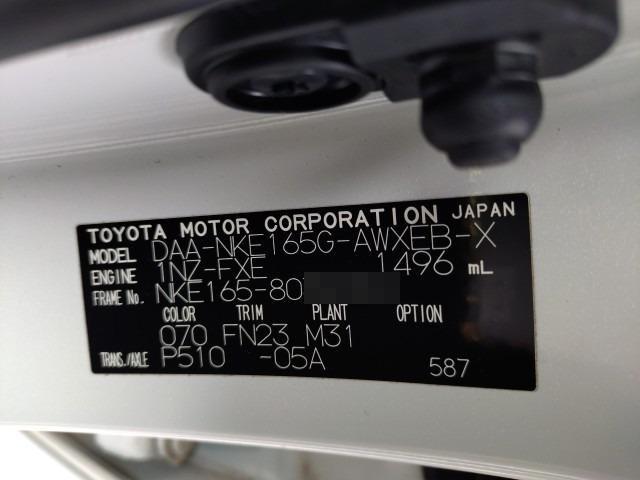 TOYOTA MOTOR CORPORATION JAPAN
MODEL DAA-NKE165G-AWXEB-X
ENGINE 1NZ-FXE 1496 mL
FRAME No. NKE165-80
COLOR TRIM PLANT OPTION
070 FN23 M31
TRANS./AXLE P510 -05A 587